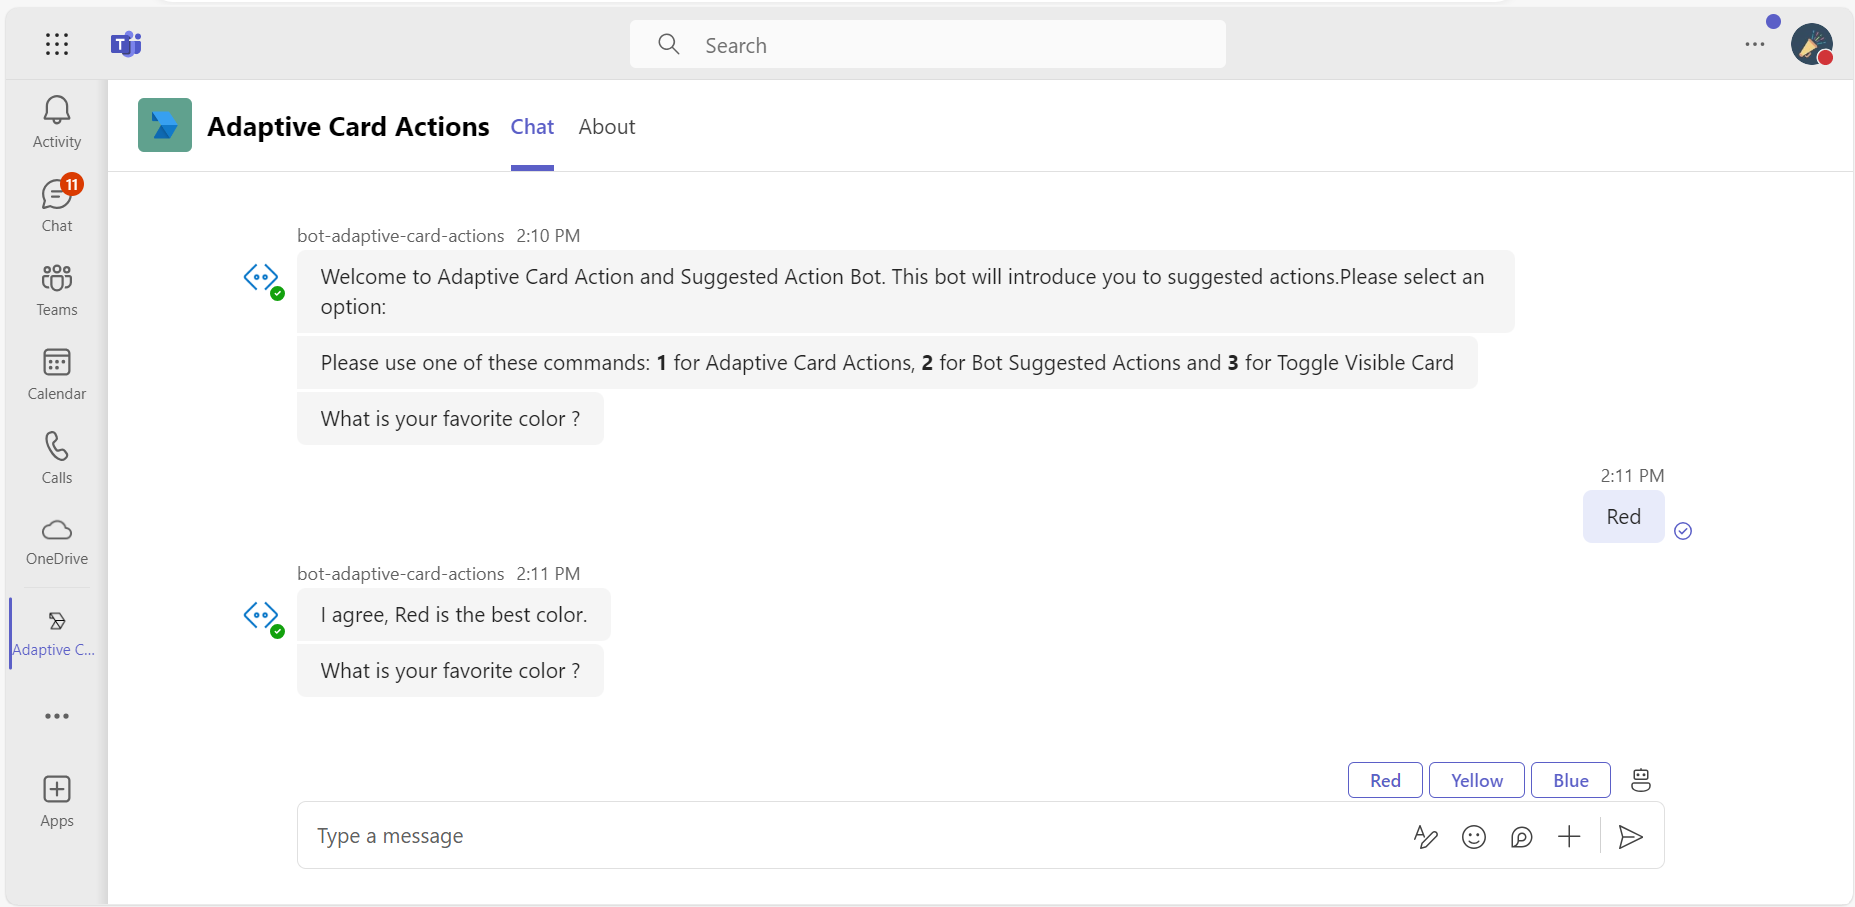 Search
Activity
11
Chat
Teams
Calendar
Calls
OneDrive
Adaptive C...
Apps
Adaptive Card Actions Chat About
bot-adaptive-card-actions 2:10 PM
Welcome to Adaptive Card Action and Suggested Action Bot. This bot will introduce you to suggested actions.Please select an
option:
Please use one of these commands: 1 for Adaptive Card Actions, 2 for Bot Suggested Actions and 3 for Toggle Visible Card
What is your favorite color ?
2:11 PM
Red
bot-adaptive-card-actions 2:11 PM
I agree, Red is the best color.
What is your favorite color ?
Red Yellow Blue
Type a message